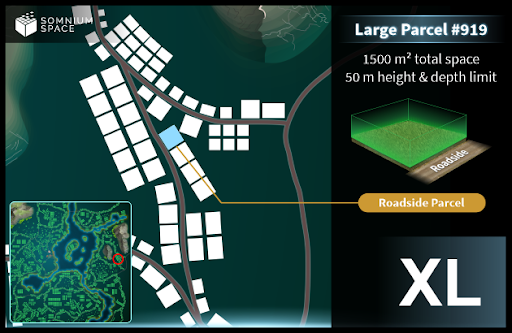 SOMNIUM
SPACE
Large Parcel #919
1500 m² total space
50 m height & depth limit
Roadside
Roadside Parcel
XL